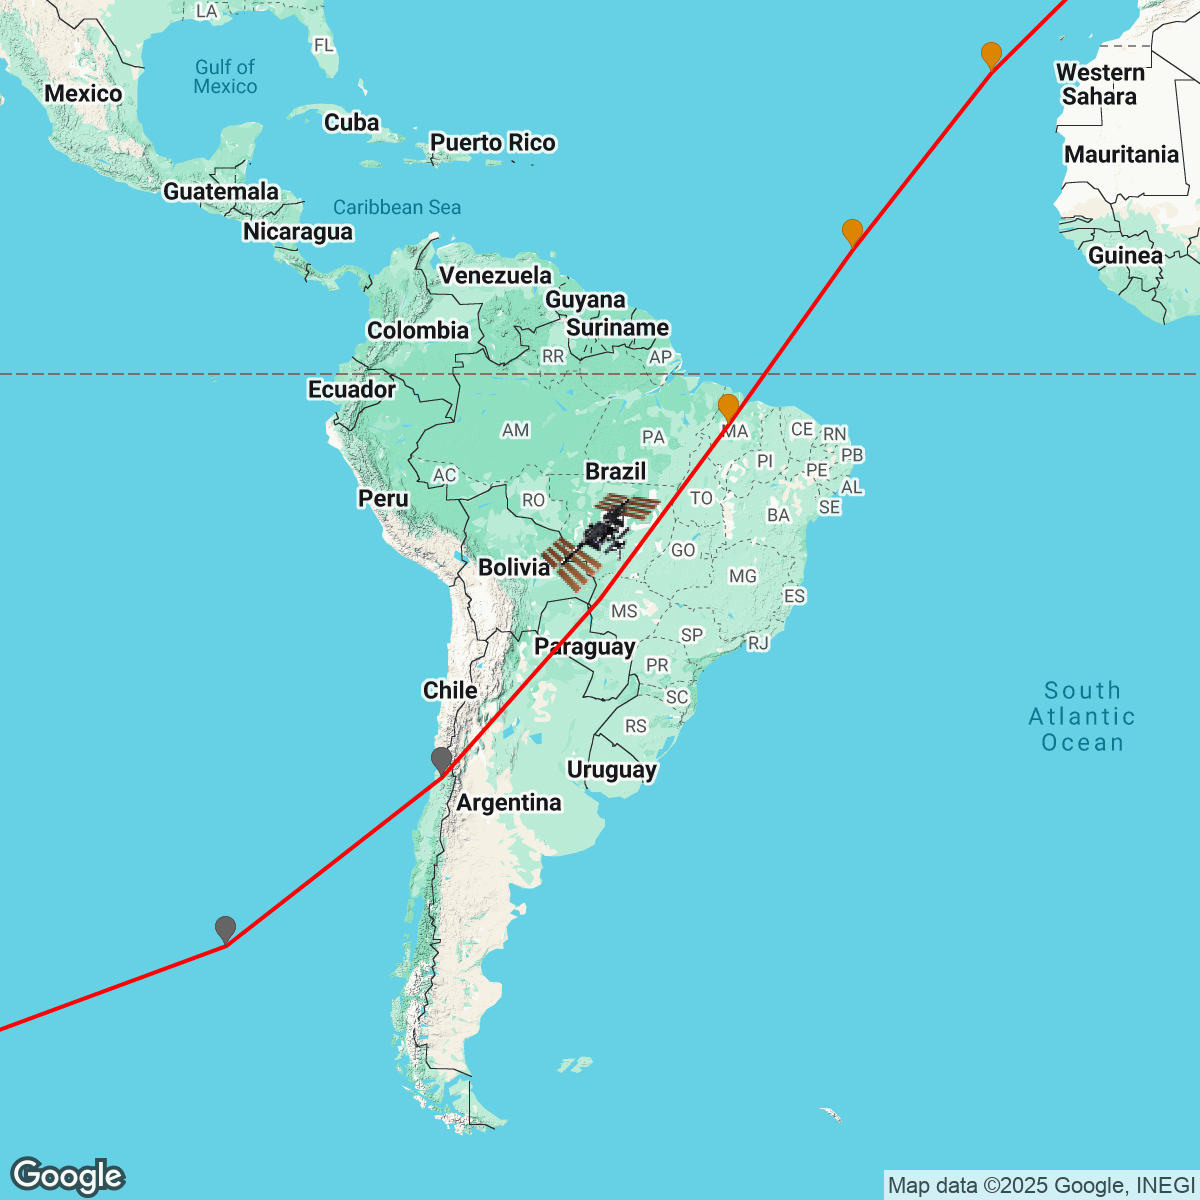 LA
FL
Gulf of
Mexico
Mexico
Western
Sahara
Cuba
Puerto Rico
Mauritania
Guatemala
Caribbean Sea
Nicaragua
Guinea
Venezuela
Guyana
Colombia
Suriname
RR
AP
Ecuador
AM
PA
MA
CE
RN
PB
PI
PE
AL
Brazil
AC
RO
TO
BA
SE
Peru
GO
Bolivia
MG
ES
MS
SP
RJ
Paraguay
PR
Chile
SC
South
Atlantic
Ocean
RS
Uruguay
Argentina
Google
Map data ©2025 Google, INEGI